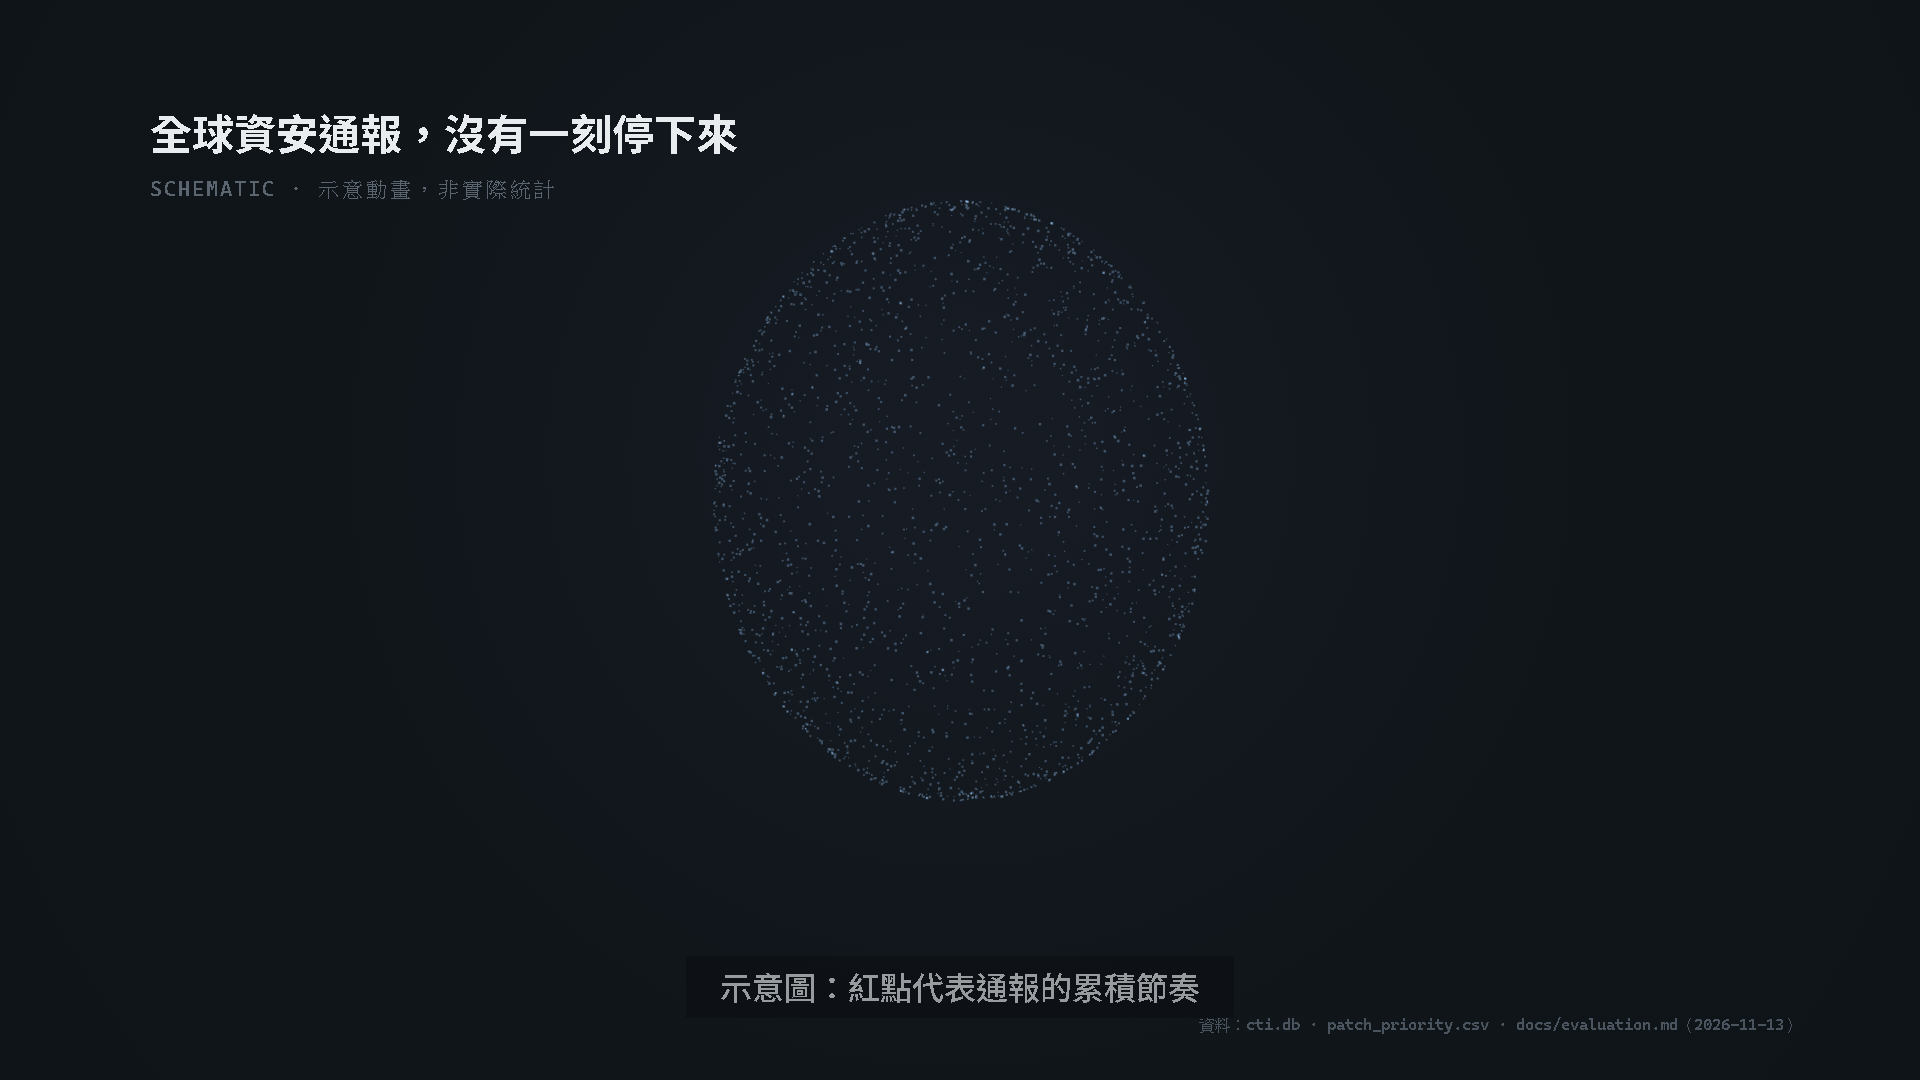 全球資安通報，沒有一刻停下來
SCHEMATIC · 示意動畫，非實際統計
示意圖：紅點代表通報的累積節奏
資料：cti.db · patch_priority.csv · docs/evaluation.md（2026-11-13）